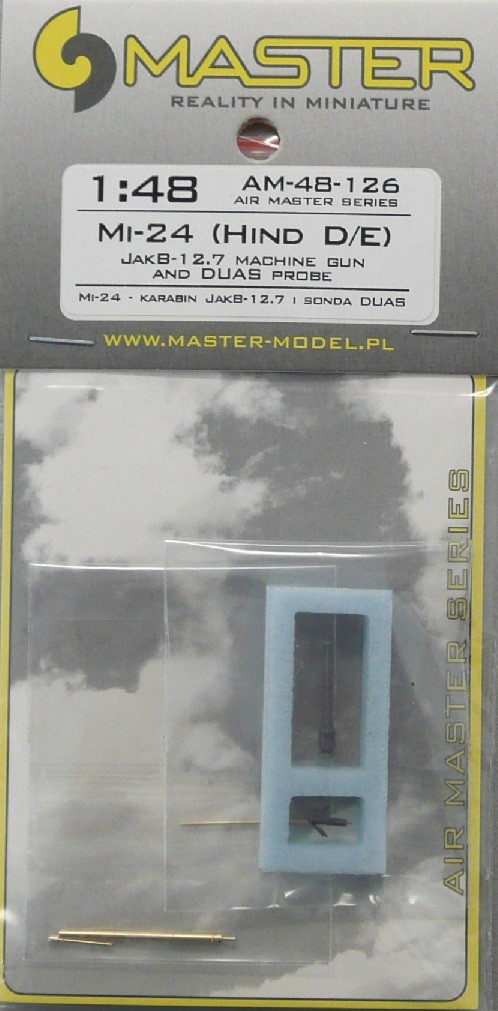 MASTER
REALITY IN MINIATURE
1:48
AM-48-126
AIR MASTER SERIES
MI-24 (HIND D/E)
JAKB-12.7 MACHINE GUN
AND DUAS PROBE
MI-24 - KARABIN JAKB-12.7 I SONDA DUAS
WWW.MASTER-MODEL.PL
AIR MASTER SERIES